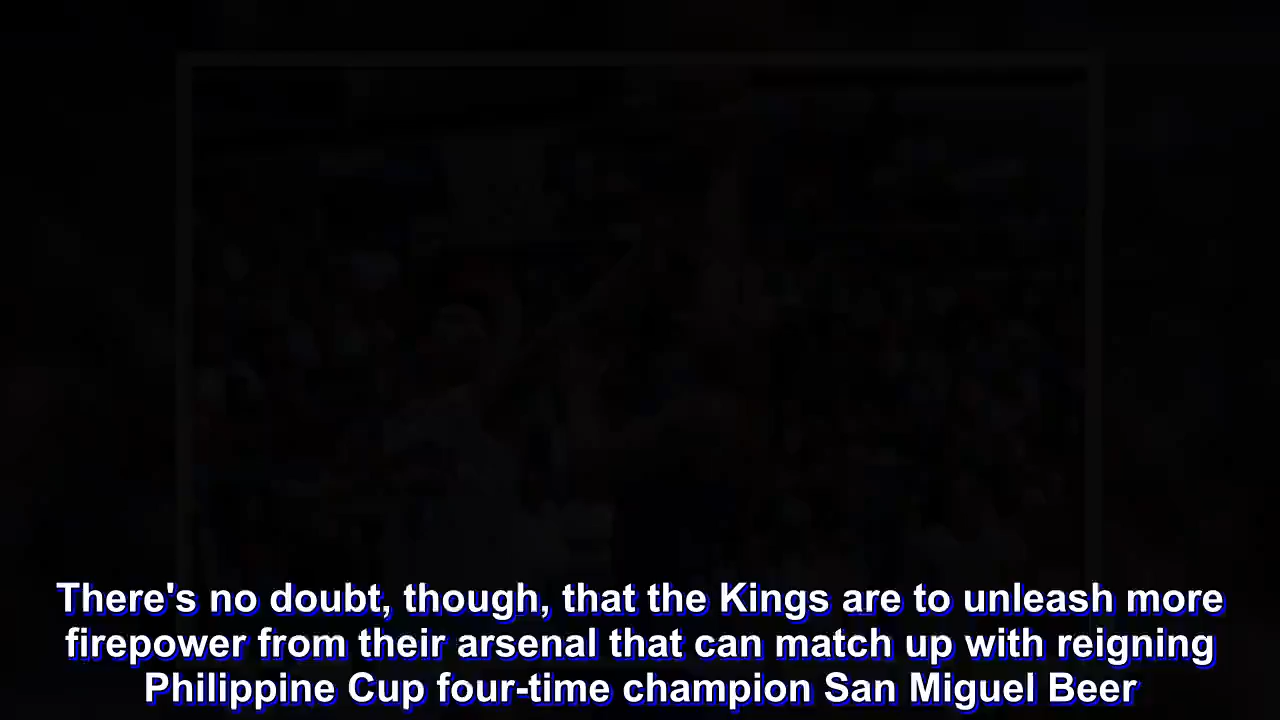 There's no doubt, though, that the Kings are to unleash more
firepower from their arsenal that can match up with reigning
Philippine Cup four-time champion San Miguel Beer